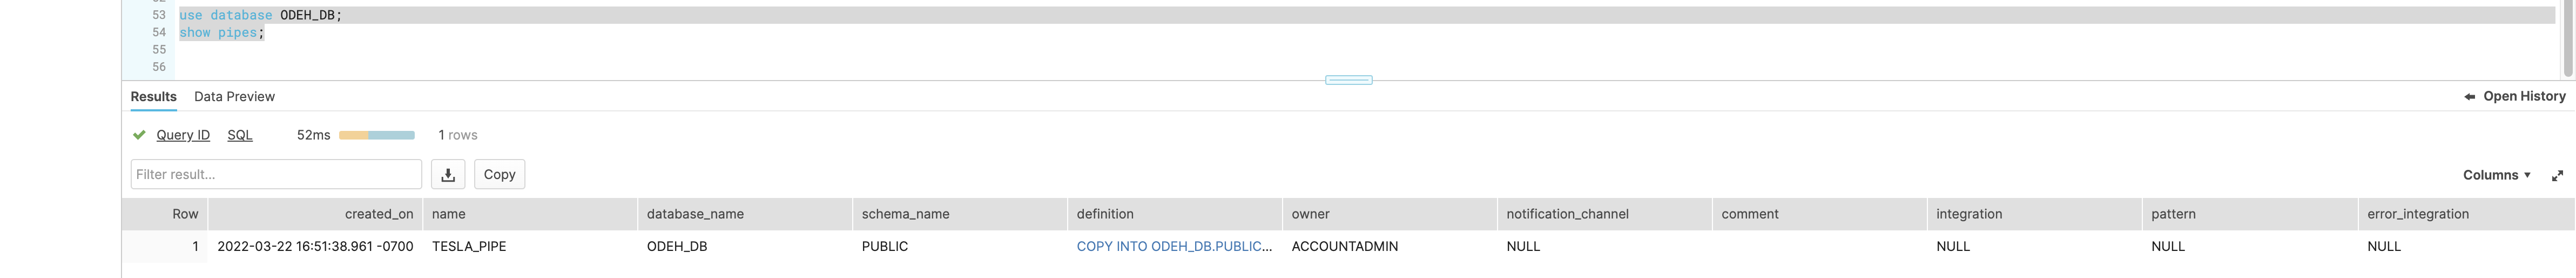 53 use database ODEH_DB;
54 show pipes;
55
56
Results Data Preview Open History
Query ID SQL 52ms 1 rows
Filter result... Copy Columns
Row created_on name database_name schema_name definition owner notification_channel comment integration pattern error_integration
1 2022-03-22 16:51:38.961 -0700 TESLA_PIPE ODEH_DB PUBLIC COPY INTO ODEH_DB.PUBLIC... ACCOUNTADMIN NULL NULL NULL NULL